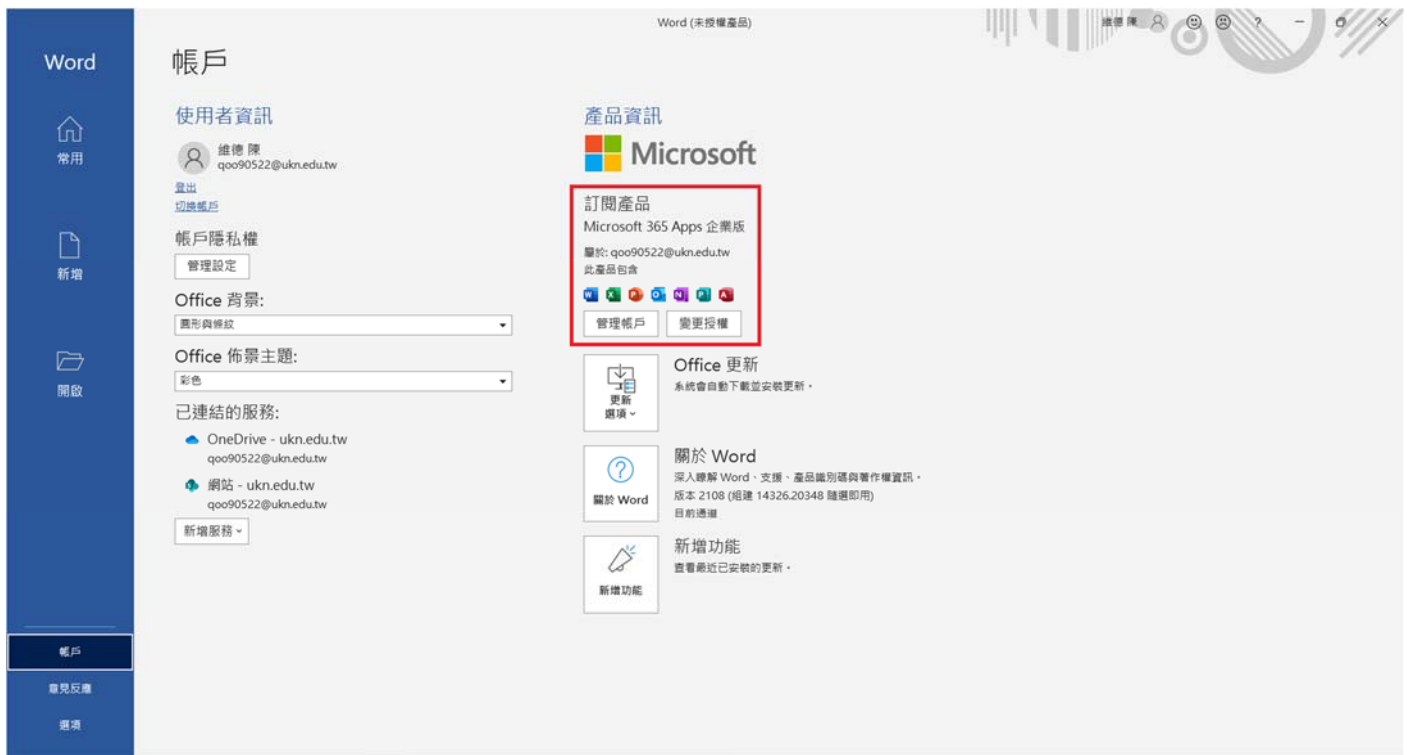 Word (未授權產品)
維德 陳
?
Word
常用
新增
開啟
帳戶
意見反應
選項
帳戶
使用者資訊
維德 陳
qoo90522@ukn.edu.tw
登出
切換帳戶
帳戶隱私權
管理設定
Office 背景:
圓形與條紋
Office 佈景主題:
彩色
已連結的服務:
OneDrive - ukn.edu.tw
qoo90522@ukn.edu.tw
網站 - ukn.edu.tw
qoo90522@ukn.edu.tw
新增服務
產品資訊
Microsoft
訂閱產品
Microsoft 365 Apps 企業版
屬於: qoo90522@ukn.edu.tw
此產品包含
管理帳戶
變更授權
更新
選項
Office 更新
系統會自動下載並安裝更新。
關於 Word
關於 Word
深入瞭解 Word、支援、產品識別碼與著作權資訊。
版本 2108 (組建 14326.20348 隨選即用)
目前通道
新增功能
新增功能
查看最近已安裝的更新。